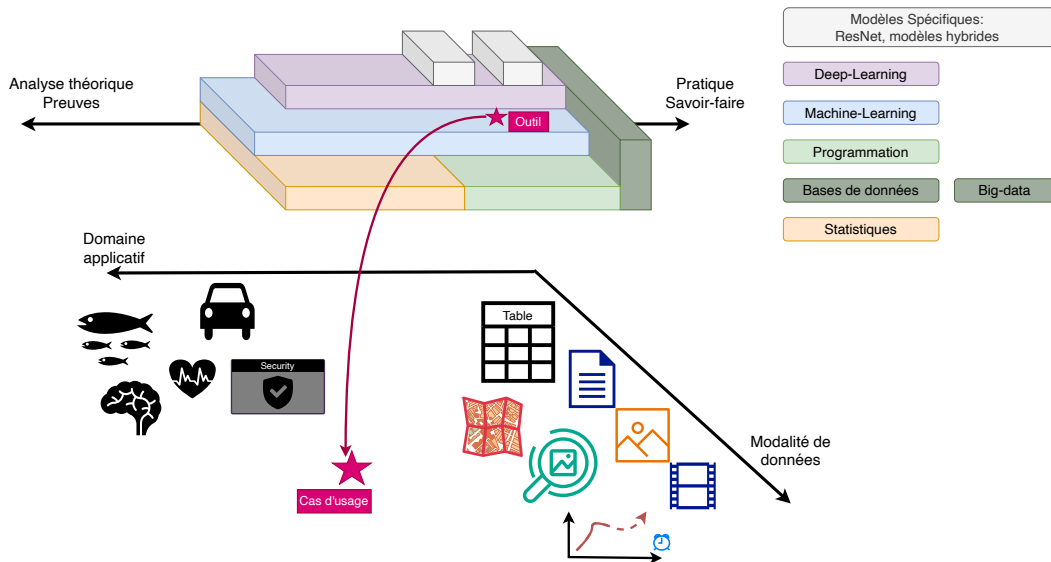 Modèles Spécifiques:
ResNet, modèles hybrides
Deep-Learning
Machine-Learning
Programmation
Bases de données
Big-data
Statistiques
Analyse théorique
Preuves
Pratique
Savoir-faire
Outil
Domaine
applicatif
Table
Security
Modalité de
données
Cas d'usage